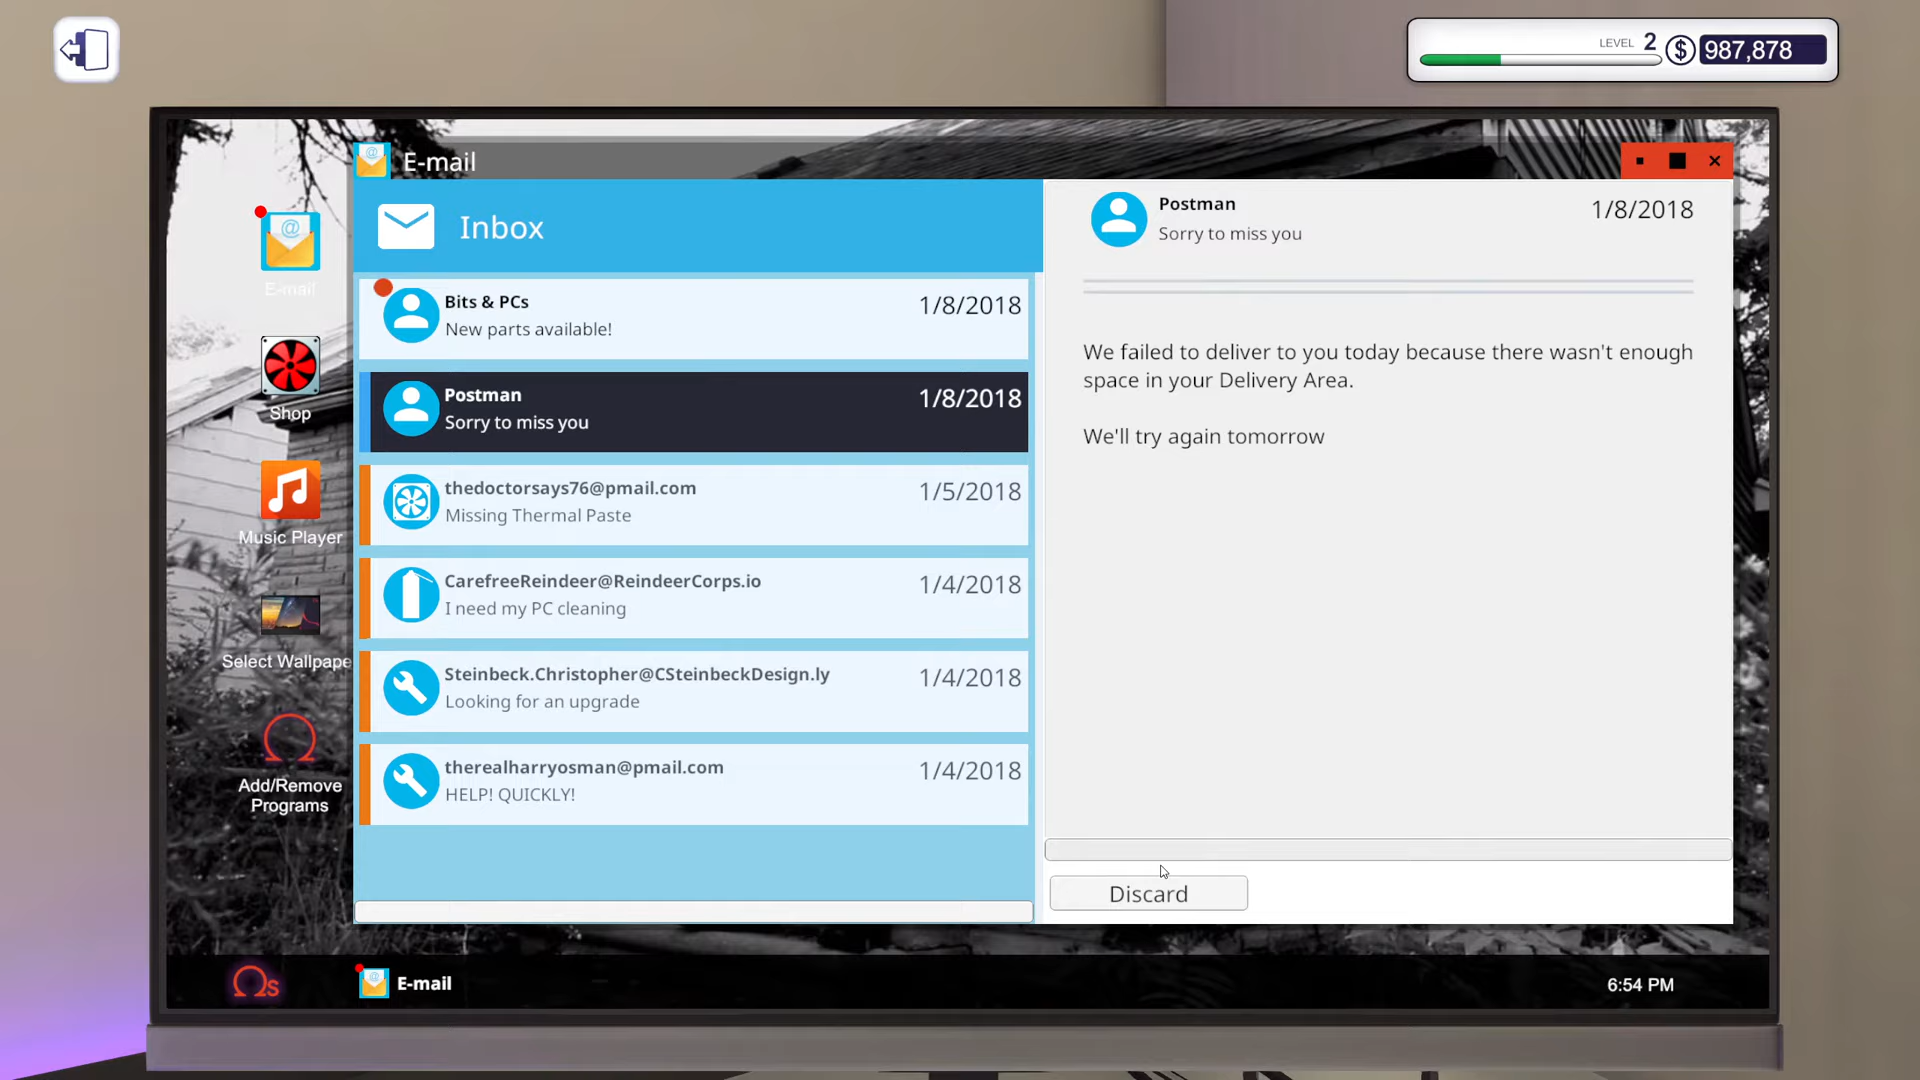 LEVEL 2 $ 987,878
E-mail
Inbox
Bits & PCs 1/8/2018
New parts available!
Postman 1/8/2018
Sorry to miss you
thedoctorsays76@pmail.com 1/5/2018
Missing Thermal Paste
CarefreeReindeer@ReindeerCorps.io 1/4/2018
I need my PC cleaning
Steinbeck.Christopher@CSteinbeckDesign.ly 1/4/2018
Looking for an upgrade
therealharryosman@pmail.com 1/4/2018
HELP! QUICKLY!
Postman 1/8/2018
Sorry to miss you
We failed to deliver to you today because there wasn't enough
space in your Delivery Area.
We'll try again tomorrow
Discard
E-mail
Shop
Music Player
Select Wallpape
Add/Remove
Programs
Ωs
E-mail
6:54 PM